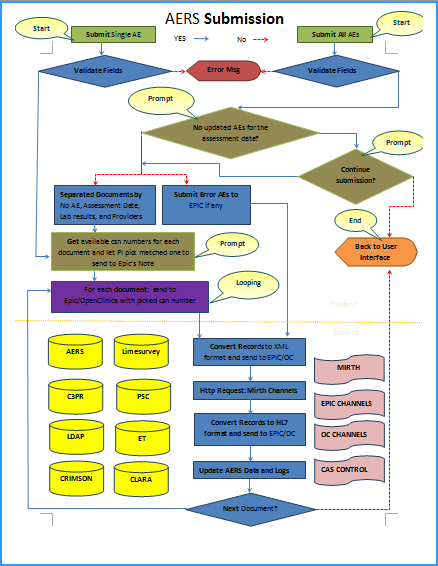 AERS Submission
Start
Submit Single AE
YES
No
Submit All AEs
Start
Validate Fields
Error Msg
Validate Fields
Prompt
No updated AEs for the
assessment date?
Prompt
Continue
submission?
Separated Documents by
No AE, Assessment Date,
Lab results, and Providers
Submit Error AEs to
EPIC if any
End
Get available csn numbers for each
document and let PI pick matched one to
send to Epic's Note
Prompt
Back to User
Interface
Looping
For each document: send to
Epic/OpenClinica with picked csn number
Frontend
Backend
AERS
Limesurvey
Convert Records to XML
format and send to EPIC/OC
MIRTH
C3PR
PSC
Http Request: Mirth Channels
EPIC CHANNELS
LDAP
ET
Convert Records to HL7
format and send to EPIC/OC
OC CHANNELS
CRIMSON
CLARA
Update AERS Data and Logs
CAS CONTROL
Next Document?